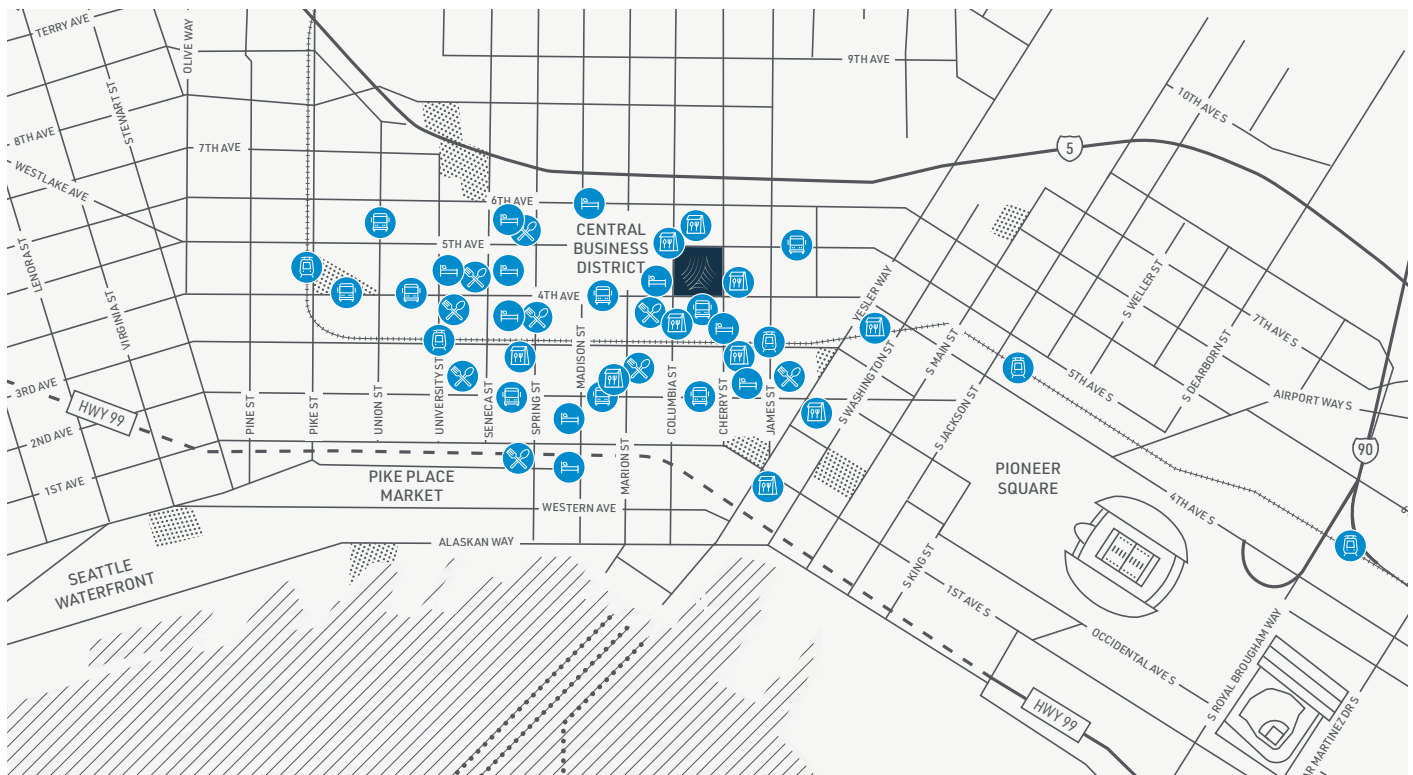 TERRY AVE
OLIVE WAY
9TH AVE
STEWART ST
10TH AVE S
8TH AVE
7TH AVE
5
WESTLAKE AVE
6TH AVE
CENTRAL
BUSINESS
DISTRICT
5TH AVE
LENORA ST
VIRGINIA ST
4TH AVE
YESLER WAY
S WELLER ST
7TH AVE S
3RD AVE
HWY 99
2ND AVE
1ST AVE
PINE ST
PIKE ST
UNION ST
UNIVERSITY ST
SENECA ST
SPRING ST
MADISON ST
MARION ST
COLUMBIA ST
CHERRY ST
JAMES ST
S WASHINGTON ST
S MAIN ST
S JACKSON ST
5TH AVE S
S DEARBORN ST
AIRPORT WAY S
90
PIKE PLACE
MARKET
PIONEER
SQUARE
WESTERN AVE
4TH AVE S
ALASKAN WAY
SEATTLE
WATERFRONT
S KING ST
1ST AVE S
OCCIDENTAL AVE S
S ROYAL BROUGHAM WAY
HWY 99
MARTINEZ DR S